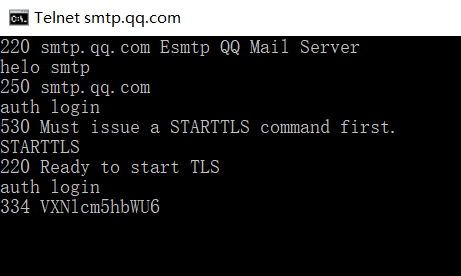 Telnet smtp.qq.com
220 smtp.qq.com Esmtp QQ Mail Server
helo smtp
250 smtp.qq.com
auth login
530 Must issue a STARTTLS command first.
STARTTLS
220 Ready to start TLS
auth login
334 VXNlcm5hbWU6